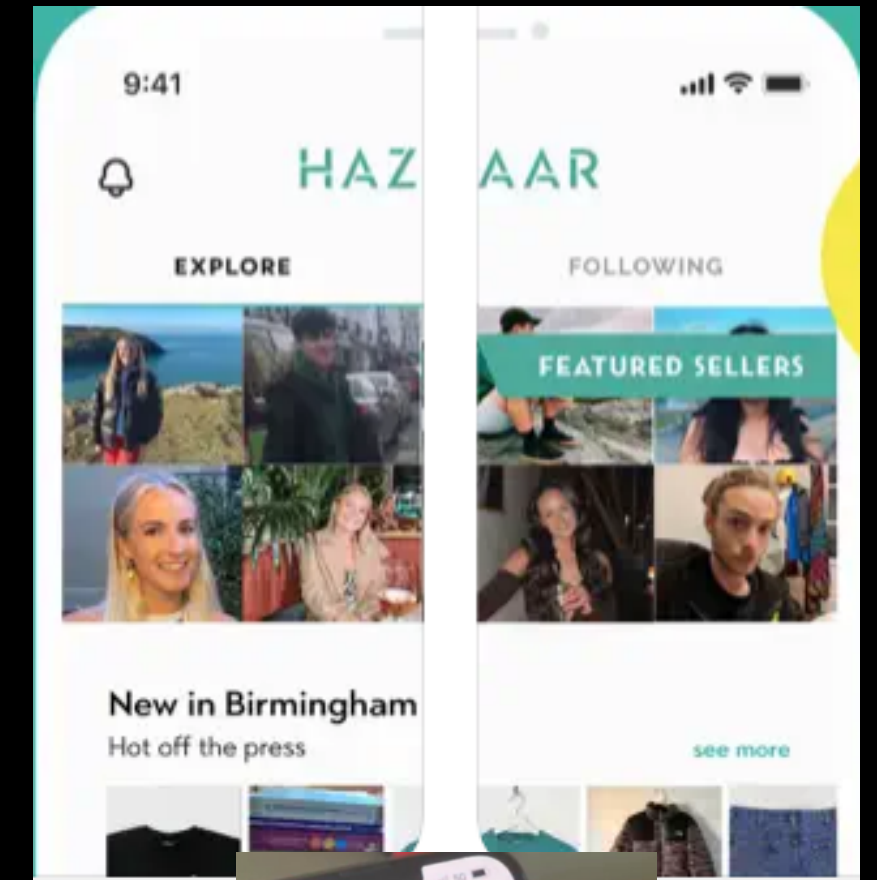 9:41
HAZ AAR
EXPLORE
FOLLOWING
FEATURED SELLERS
New in Birmingham
Hot off the press
see more